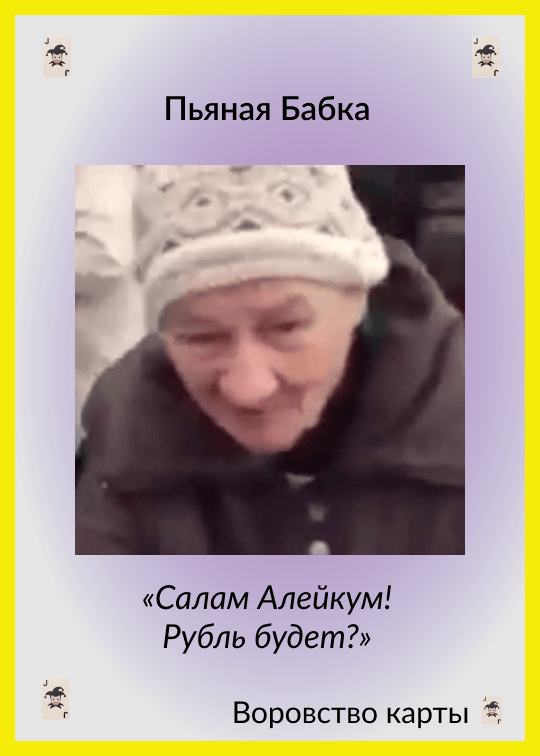 Пьяная Бабка
«Салам Алейкум!
Рубль будет?»
Воровство карты